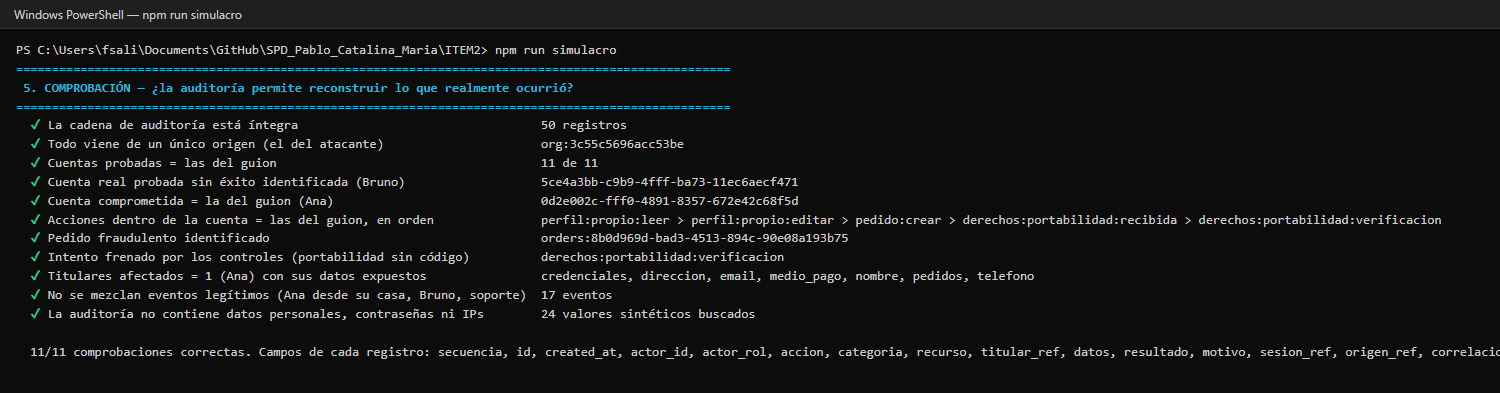 Windows PowerShell — npm run simulacro
PS C:\Users\fsali\Documents\GitHub\SPD_Pablo_Catalina_Maria\ITEM2> npm run simulacro
====================================================================================================
5. COMPROBACIÓN — ¿la auditoría permite reconstruir lo que realmente ocurrió?
====================================================================================================
✓ La cadena de auditoría está íntegra 50 registros
✓ Todo viene de un único origen (el del atacante) org:3c55c5696acc53be
✓ Cuentas probadas = las del guion 11 de 11
✓ Cuenta real probada sin éxito identificada (Bruno) 5ce4a3bb-c9b9-4fff-ba73-11ec6aecf471
✓ Cuenta comprometida = la del guion (Ana) 0d2e002c-fff0-4891-8357-672e42c68f5d
✓ Acciones dentro de la cuenta = las del guion, en orden perfil:propio:leer > perfil:propio:editar > pedido:crear > derechos:portabilidad:recibida > derechos:portabilidad:verificacion
✓ Pedido fraudulento identificado orders:8b0d969d-bad3-4513-894c-90e08a193b75
✓ Intento frenado por los controles (portabilidad sin código) derechos:portabilidad:verificacion
✓ Titulares afectados = 1 (Ana) con sus datos expuestos credenciales, direccion, email, medio_pago, nombre, pedidos, telefono
✓ No se mezclan eventos legítimos (Ana desde su casa, Bruno, soporte) 17 eventos
✓ La auditoría no contiene datos personales, contraseñas ni IPs 24 valores sintéticos buscados
11/11 comprobaciones correctas. Campos de cada registro: secuencia, id, created_at, actor_id, actor_rol, accion, categoria, recurso, titular_ref, datos, resultado, motivo, sesion_ref, origen_ref, correlacio